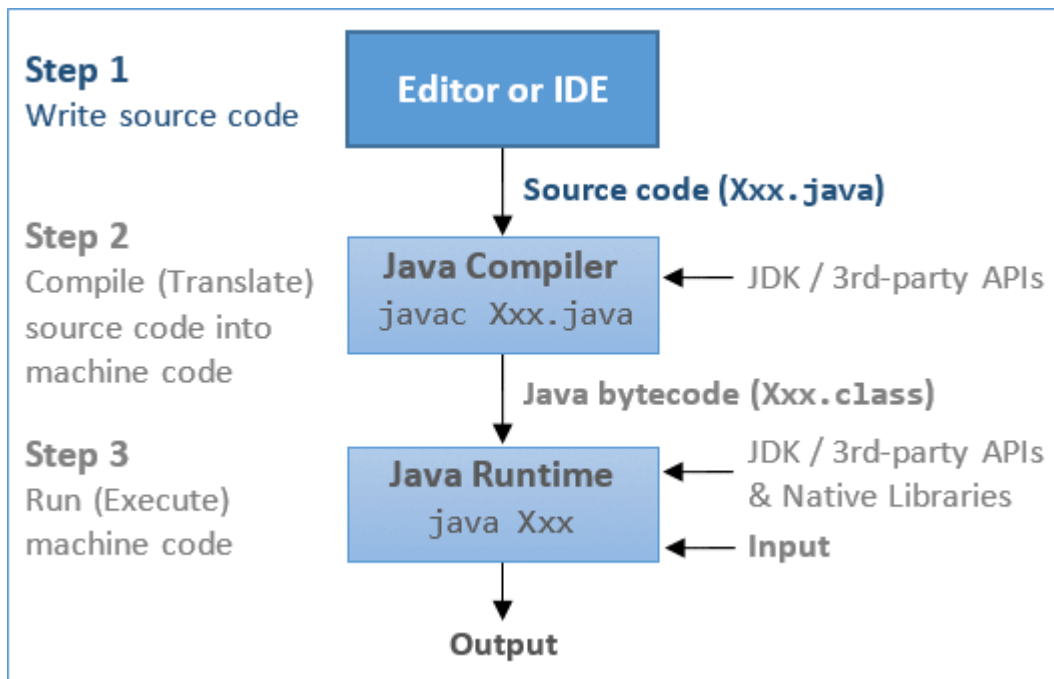 Step 1
Write source code
Editor or IDE
Source code (Xxx.java)
Step 2
Compile (Translate)
source code into
machine code
Java Compiler
javac Xxx.java
JDK / 3rd-party APIs
Java bytecode (Xxx.class)
Step 3
Run (Execute)
machine code
Java Runtime
java Xxx
JDK / 3rd-party APIs
& Native Libraries
Input
Output